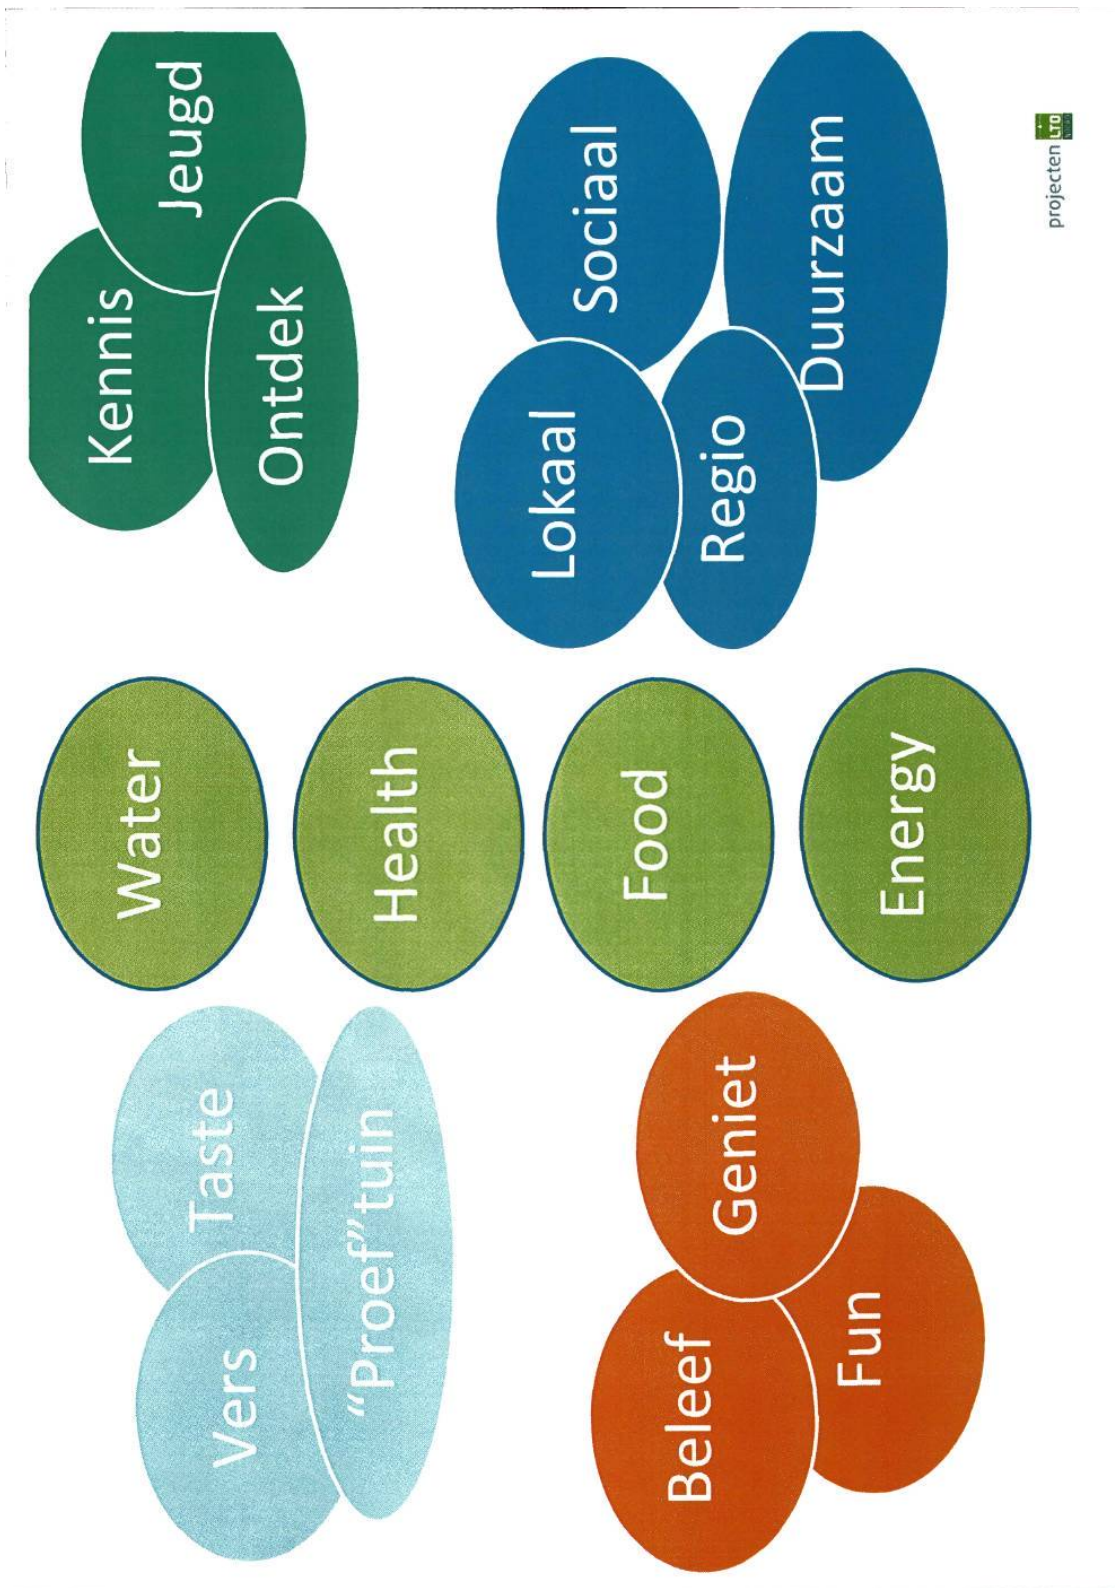 Vers
Taste
“Proef”tuin
Water
Kennis
Jeugd
Ontdek
Health
Food
Energy
Beleef
Geniet
Fun
Lokaal
Sociaal
Regio
Duurzaam
projecten LTO